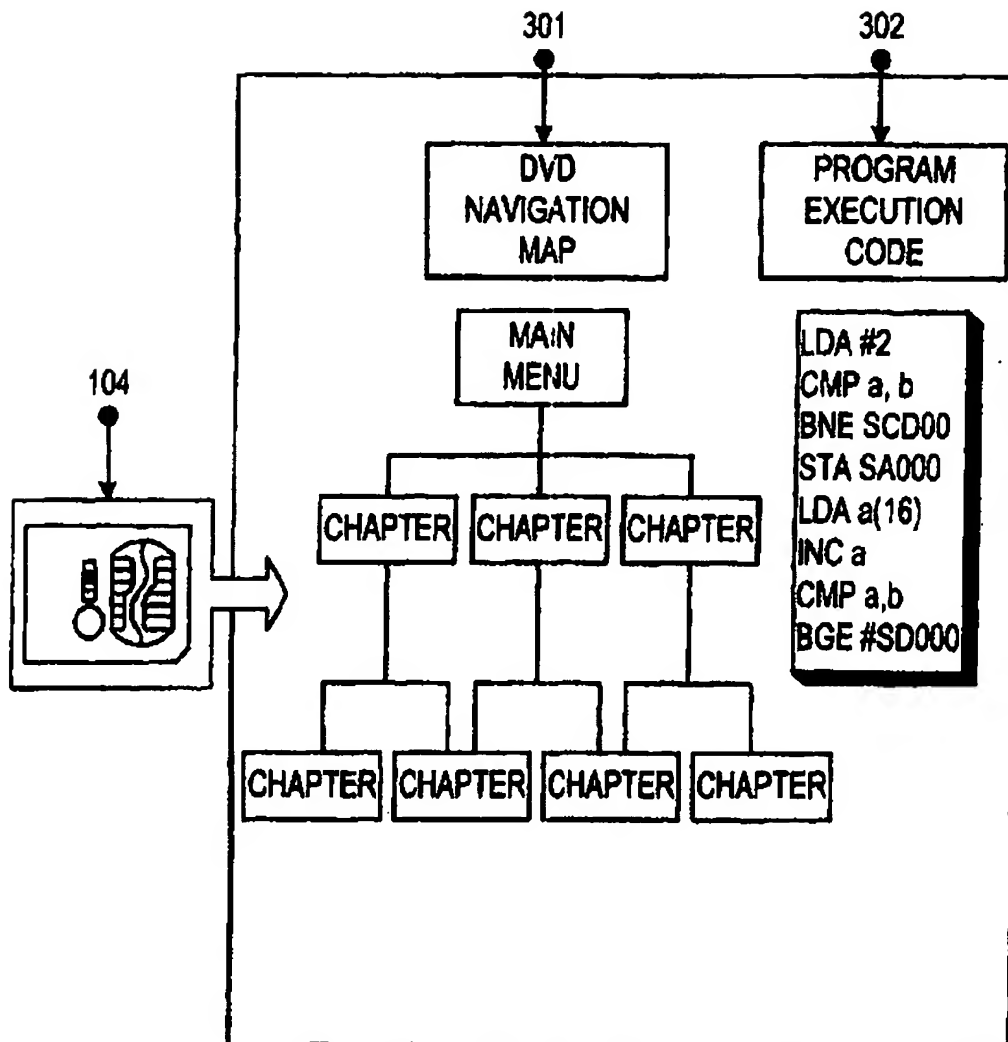 301
302
DVD
NAVIGATION
MAP
PROGRAM
EXECUTION
CODE
MAIN
MENU
LDA #2
CMP a, b
BNE SCD00
STA SA000
LDA a(16)
INC a
CMP a,b
BGE #SD000
104
CHAPTER
CHAPTER
CHAPTER
CHAPTER
CHAPTER
CHAPTER
CHAPTER